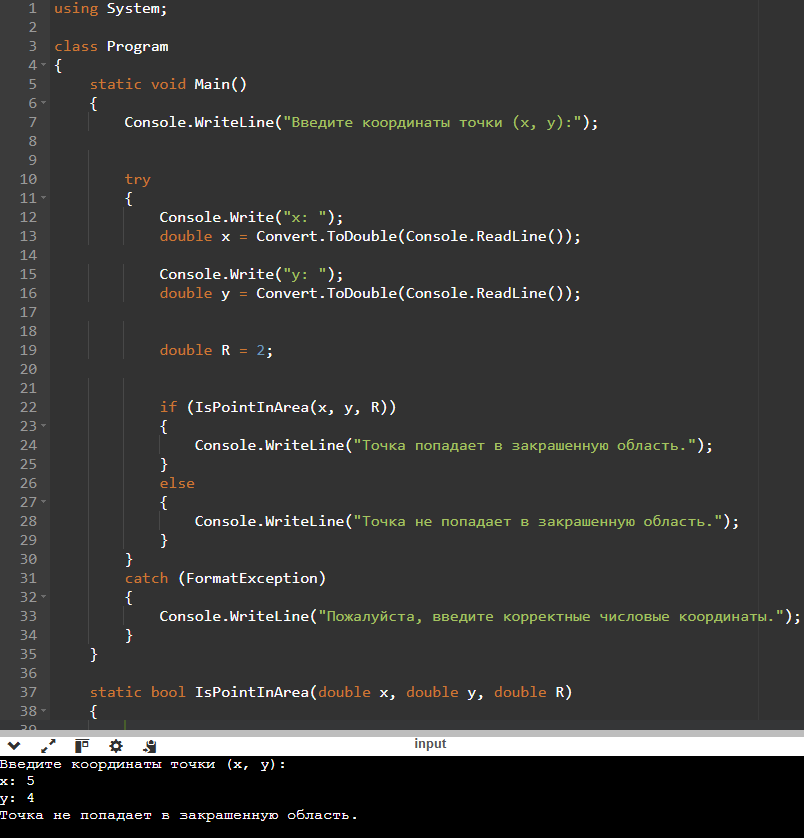 1 using System;
2
3 class Program
4 {
5 static void Main()
6 {
7 Console.WriteLine("Введите координаты точки (x, y):");
8
9
10 try
11 {
12 Console.Write("x: ");
13 double x = Convert.ToDouble(Console.ReadLine());
14
15 Console.Write("y: ");
16 double y = Convert.ToDouble(Console.ReadLine());
17
18
19 double R = 2;
20
21
22 if (IsPointInArea(x, y, R))
23 {
24 Console.WriteLine("Точка попадает в закрашенную область.");
25 }
26 else
27 {
28 Console.WriteLine("Точка не попадает в закрашенную область.");
29 }
30 }
31 catch (FormatException)
32 {
33 Console.WriteLine("Пожалуйста, введите корректные числовые координаты.");
34 }
35 }
36
37 static bool IsPointInArea(double x, double y, double R)
38 {
39
input
Введите координаты точки (x, y):
x: 5
y: 4
Точка не попадает в закрашенную область.